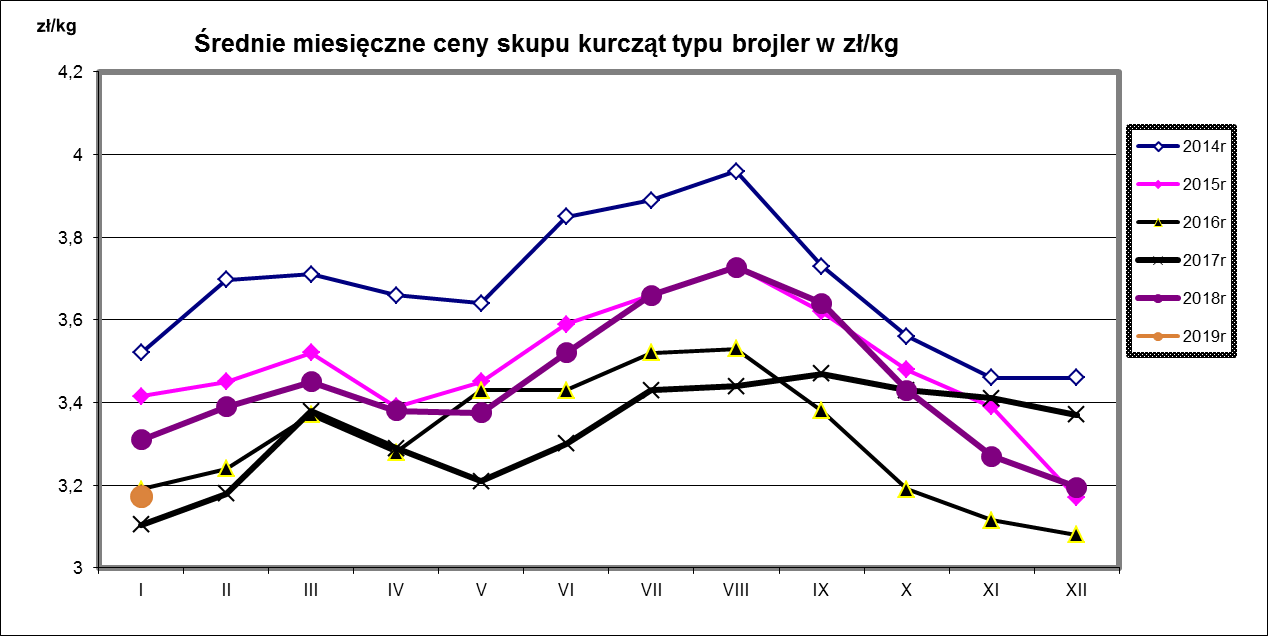 zł/kg
Średnie miesięczne ceny skupu kurcząt typu brojler w zł/kg
4,2
4
3,8
3,6
3,4
3,2
3
I II III IV V VI VII VIII IX X XI XII
2014r
2015r
2016r
2017r
2018r
2019r